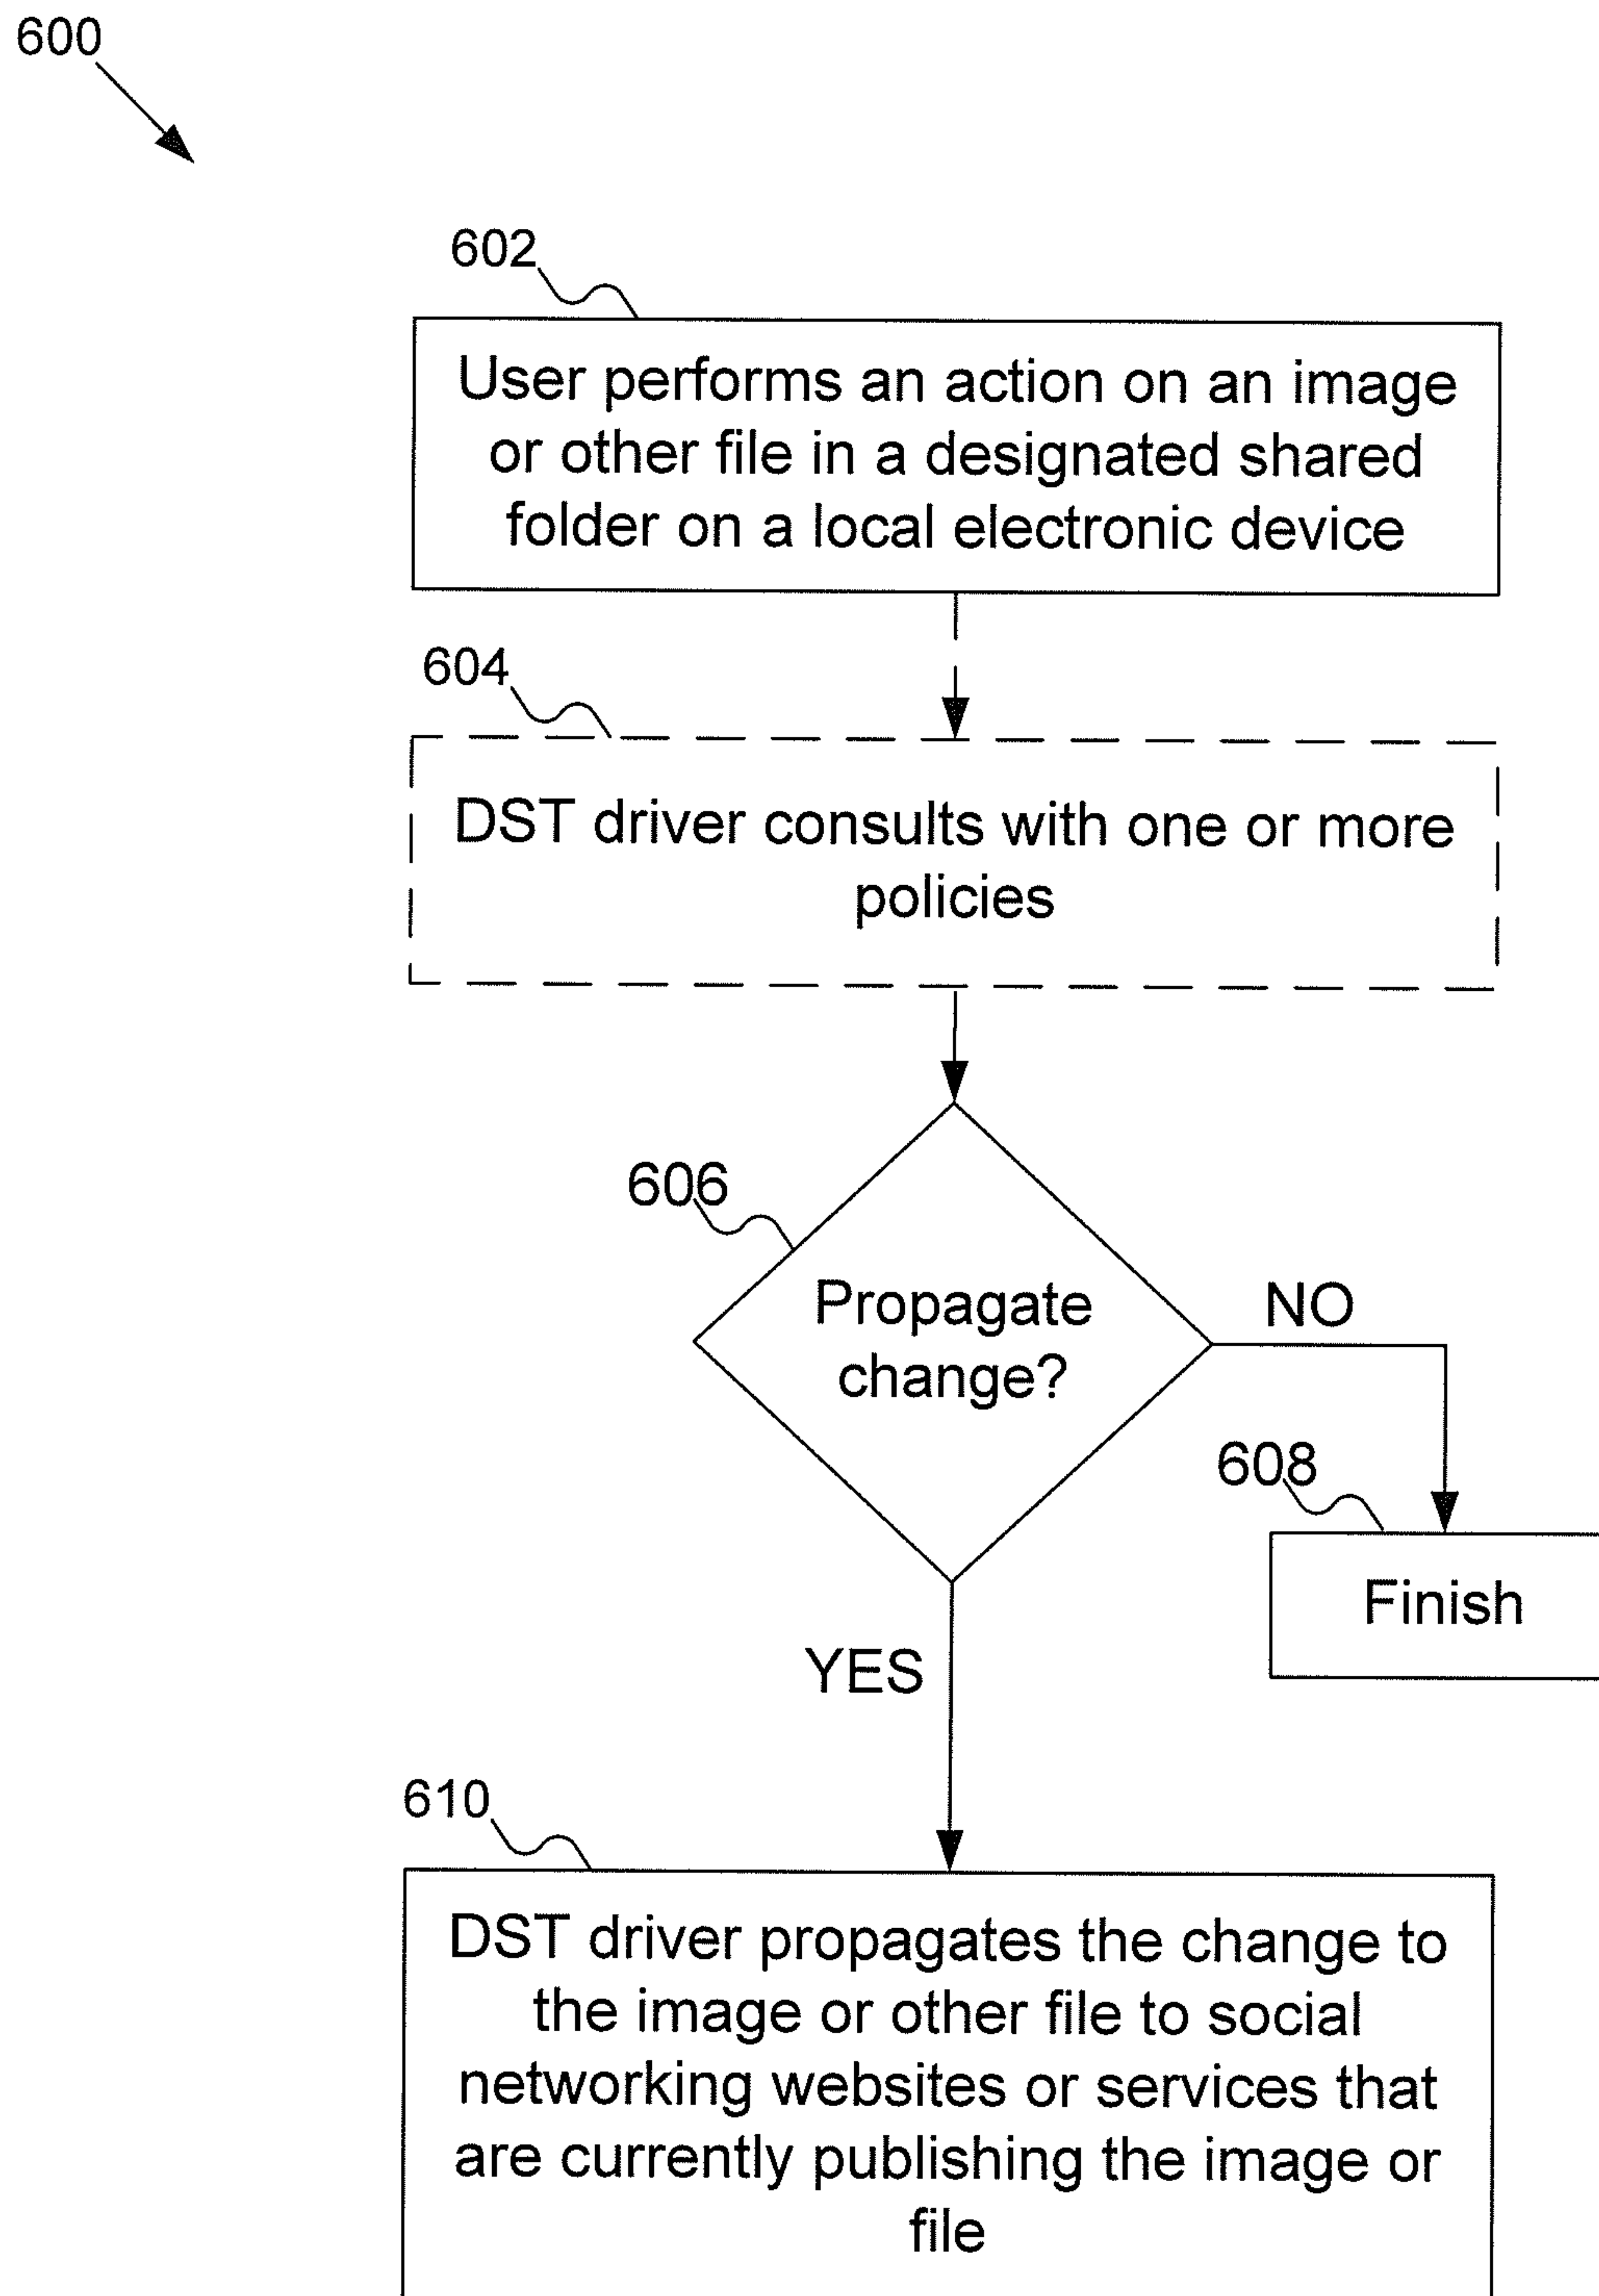 600
602
User performs an action on an image
or other file in a designated shared
folder on a local electronic device
604
DST driver consults with one or more
policies
606
Propagate
change?
NO
608
Finish
YES
610
DST driver propagates the change to
the image or other file to social
networking websites or services that
are currently publishing the image or
file